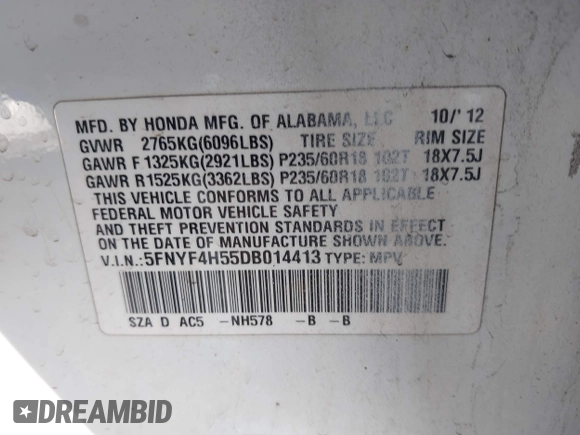 MFD. BY HONDA MFG. OF ALABAMA, LLC 10/'12
GVWR 2765KG(6096LBS) TIRE SIZE RIM SIZE
GAWR F 1325KG(2921LBS) P235/60R18 102T 18X7.5J
GAWR R 1525KG(3362LBS) P235/60R18 102T 18X7.5J
THIS VEHICLE CONFORMS TO ALL APPLICABLE
FEDERAL MOTOR VEHICLE SAFETY
AND THEFT PREVENTION STANDARDS IN EFFECT
ON THE DATE OF MANUFACTURE SHOWN ABOVE.
V.I.N.:5FNYF4H55DB014413 TYPE: MPV
SZA D AC5 -NH578 -B -B
DREAMBID